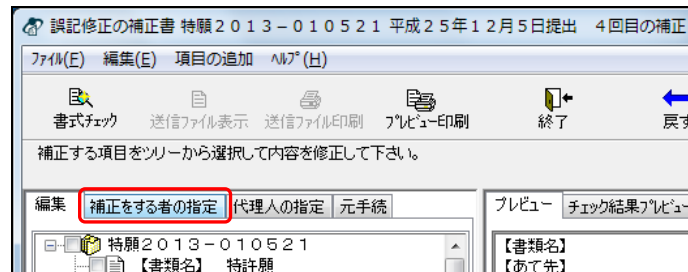 誤記修正の補正書 特願２０１３－０１０５２１ 平成２５年１２月５日提出　４回目の補正
ﾌｧｲﾙ(F)　編集(E)　項目の追加　ﾍﾙﾌﾟ(H)
書式ﾁｪｯｸ　送信ﾌｧｲﾙ表示　送信ﾌｧｲﾙ印刷　ﾌﾟﾚﾋﾞｭｰ印刷　終了　戻す
補正する項目をツリーから選択して内容を修正して下さい。
編集　補正をする者の指定　代理人の指定　元手続　プレビュー　ﾁｪｯｸ結果ﾌﾟﾚﾋﾞｭｰ
特願２０１３－０１０５２１　【書類名】
【書類名】　特許願　【あて先】